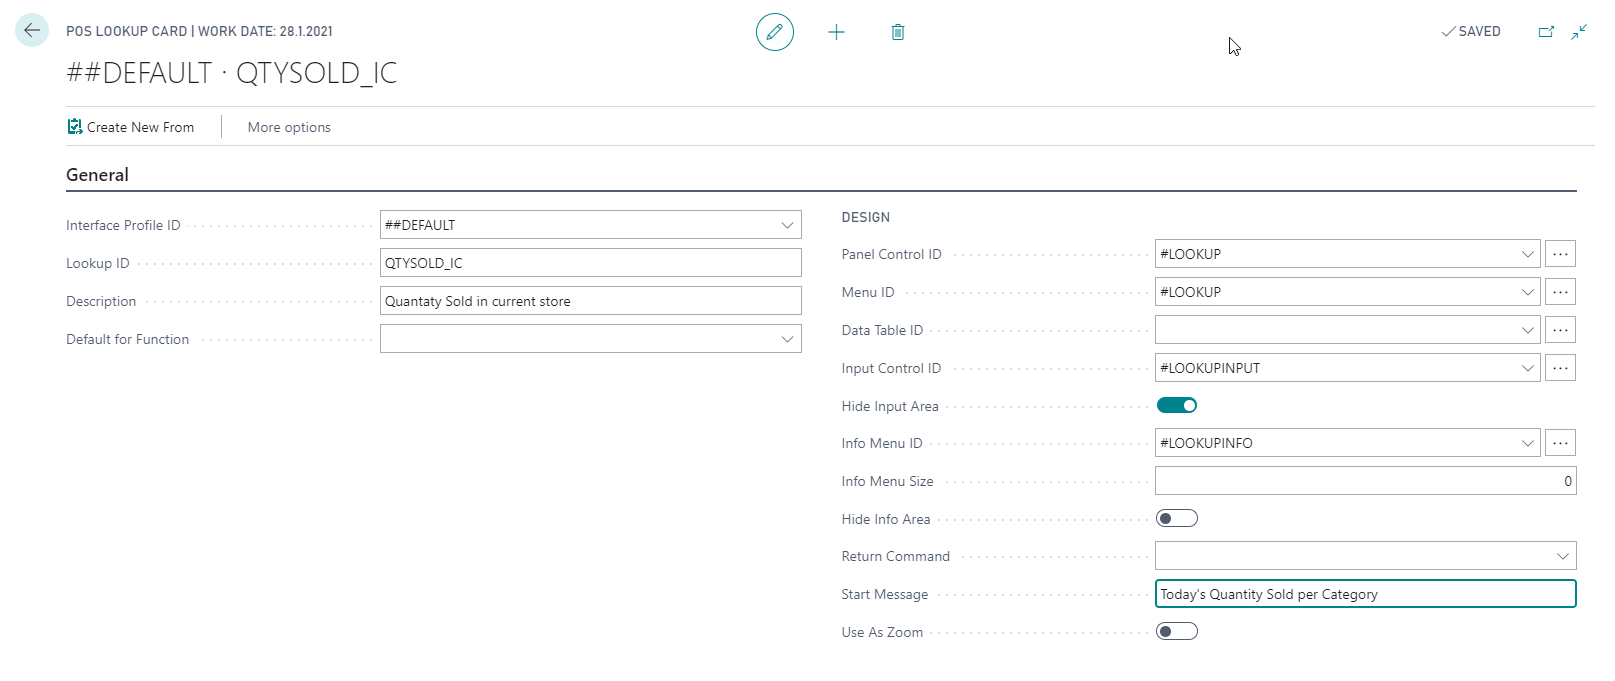 POS LOOKUP CARD | WORK DATE: 28.1.2021
SAVED
##DEFAULT · QTYSOLD_IC
Create New From
More options
General
Interface Profile ID
##DEFAULT
Lookup ID
QTYSOLD_IC
Description
Quantaty Sold in current store
Default for Function
DESIGN
Panel Control ID
#LOOKUP
Menu ID
#LOOKUP
Data Table ID
Input Control ID
#LOOKUPINPUT
Hide Input Area
Info Menu ID
#LOOKUPINFO
Info Menu Size
0
Hide Info Area
Return Command
Start Message
Today's Quantity Sold per Category
Use As Zoom